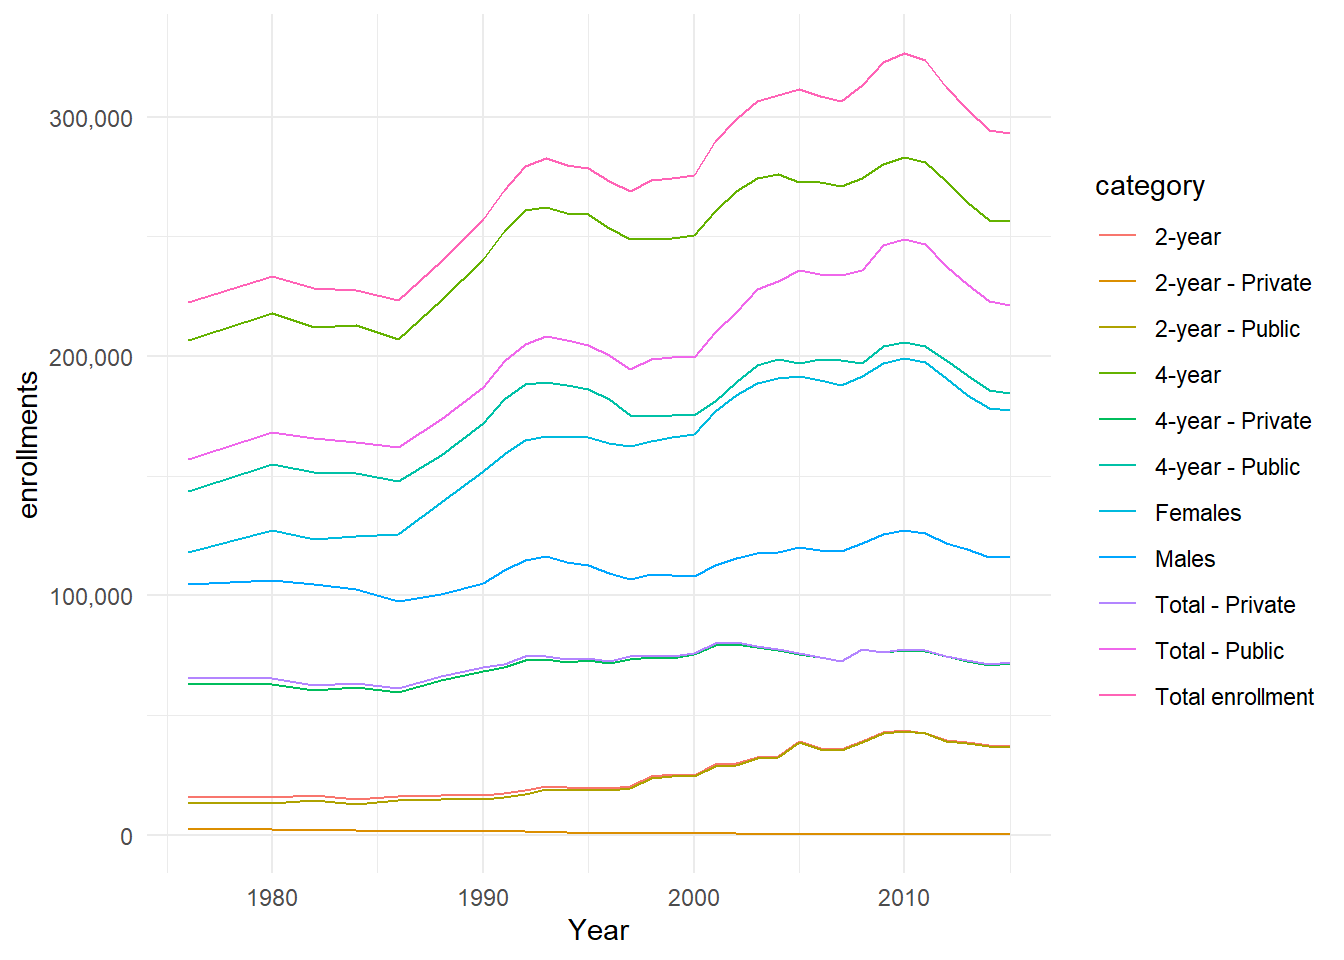 300,000
200,000
100,000
0
enrollments
1980 1990 2000 2010
Year
category
2-year
2-year - Private
2-year - Public
4-year
4-year - Private
4-year - Public
Females
Males
Total - Private
Total - Public
Total enrollment